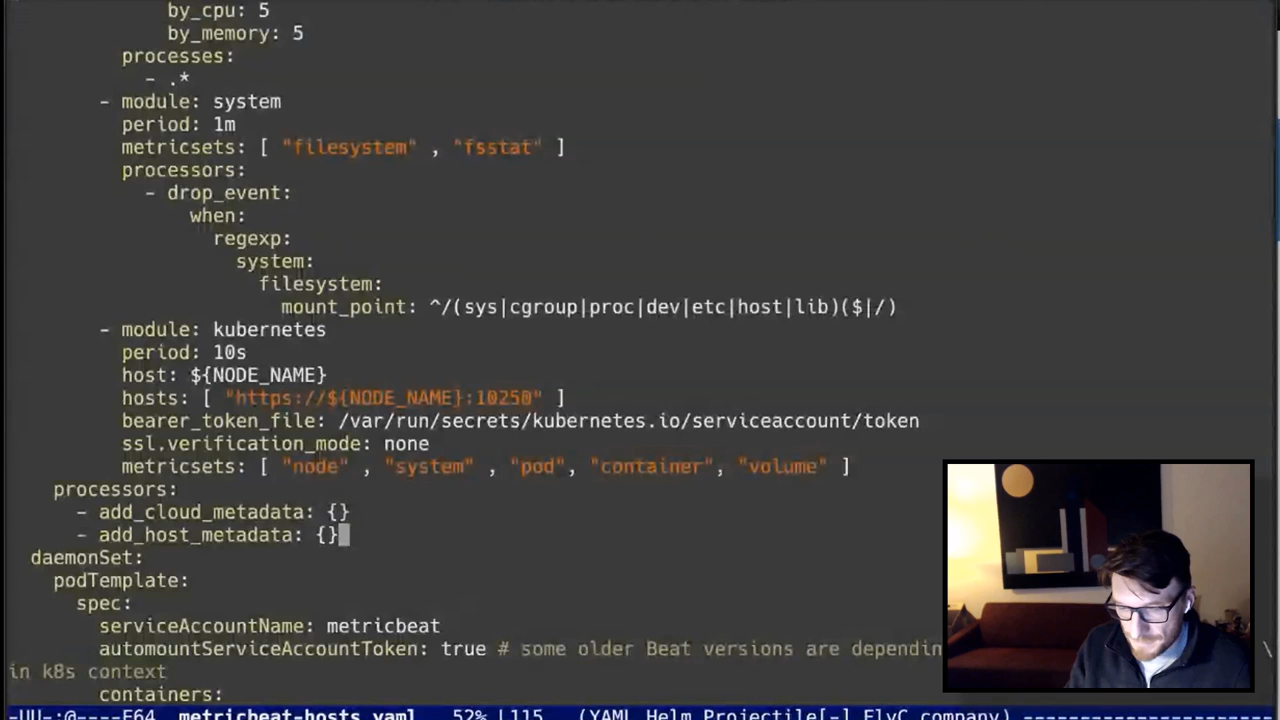 by_cpu: 5
by_memory: 5
processes:
- .*
- module: system
period: 1m
metricsets: [ "filesystem" , "fsstat" ]
processors:
- drop_event:
when:
regexp:
system:
filesystem:
mount_point: ^/(sys|cgroup|proc|dev|etc|host|lib)($|/)
- module: kubernetes
period: 10s
host: ${NODE_NAME}
hosts: [ "https://${NODE_NAME}:10250" ]
bearer_token_file: /var/run/secrets/kubernetes.io/serviceaccount/token
ssl.verification_mode: none
metricsets: [ "node" , "system" , "pod", "container", "volume" ]
processors:
- add_cloud_metadata: {}
- add_host_metadata: {}
daemonSet:
podTemplate:
spec:
serviceAccountName: metricbeat
automountServiceAccountToken: true # some older Beat versions are dependin \
in k8s context
containers:
-UU-:@----F64 metricbeat-hosts.yaml 52% L115 (YAML Helm Projectile[-] FlyC company)